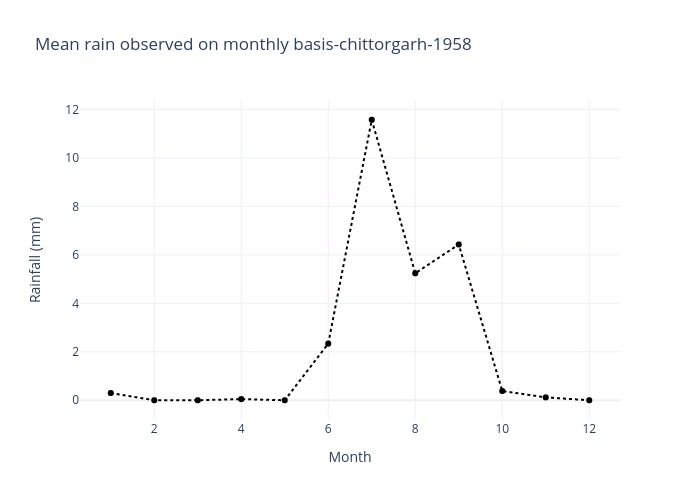 Mean rain observed on monthly basis-chittorgarh-1958
12
10
8
6
4
2
0
Rainfall (mm)
2 4 6 8 10 12
Month